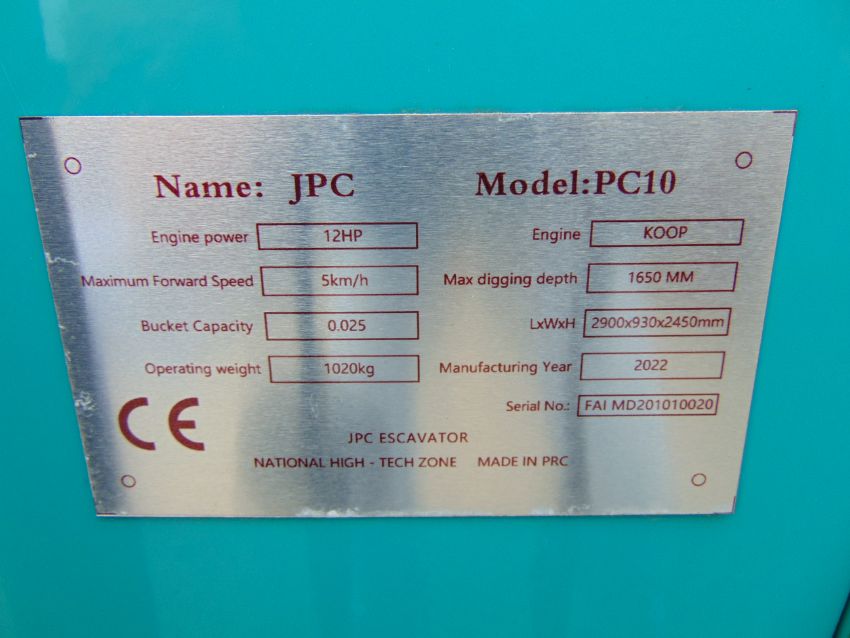 Name: JPC Model:PC10
Engine power 12HP Engine KOOP
Maximum Forward Speed 5km/h Max digging depth 1650 MM
Bucket Capacity 0.025 LxWxH 2900x930x2450mm
Operating weight 1020kg Manufacturing Year 2022
Serial No.: FAI MD201010020
CE
JPC ESCAVATOR
NATIONAL HIGH - TECH ZONE MADE IN PRC